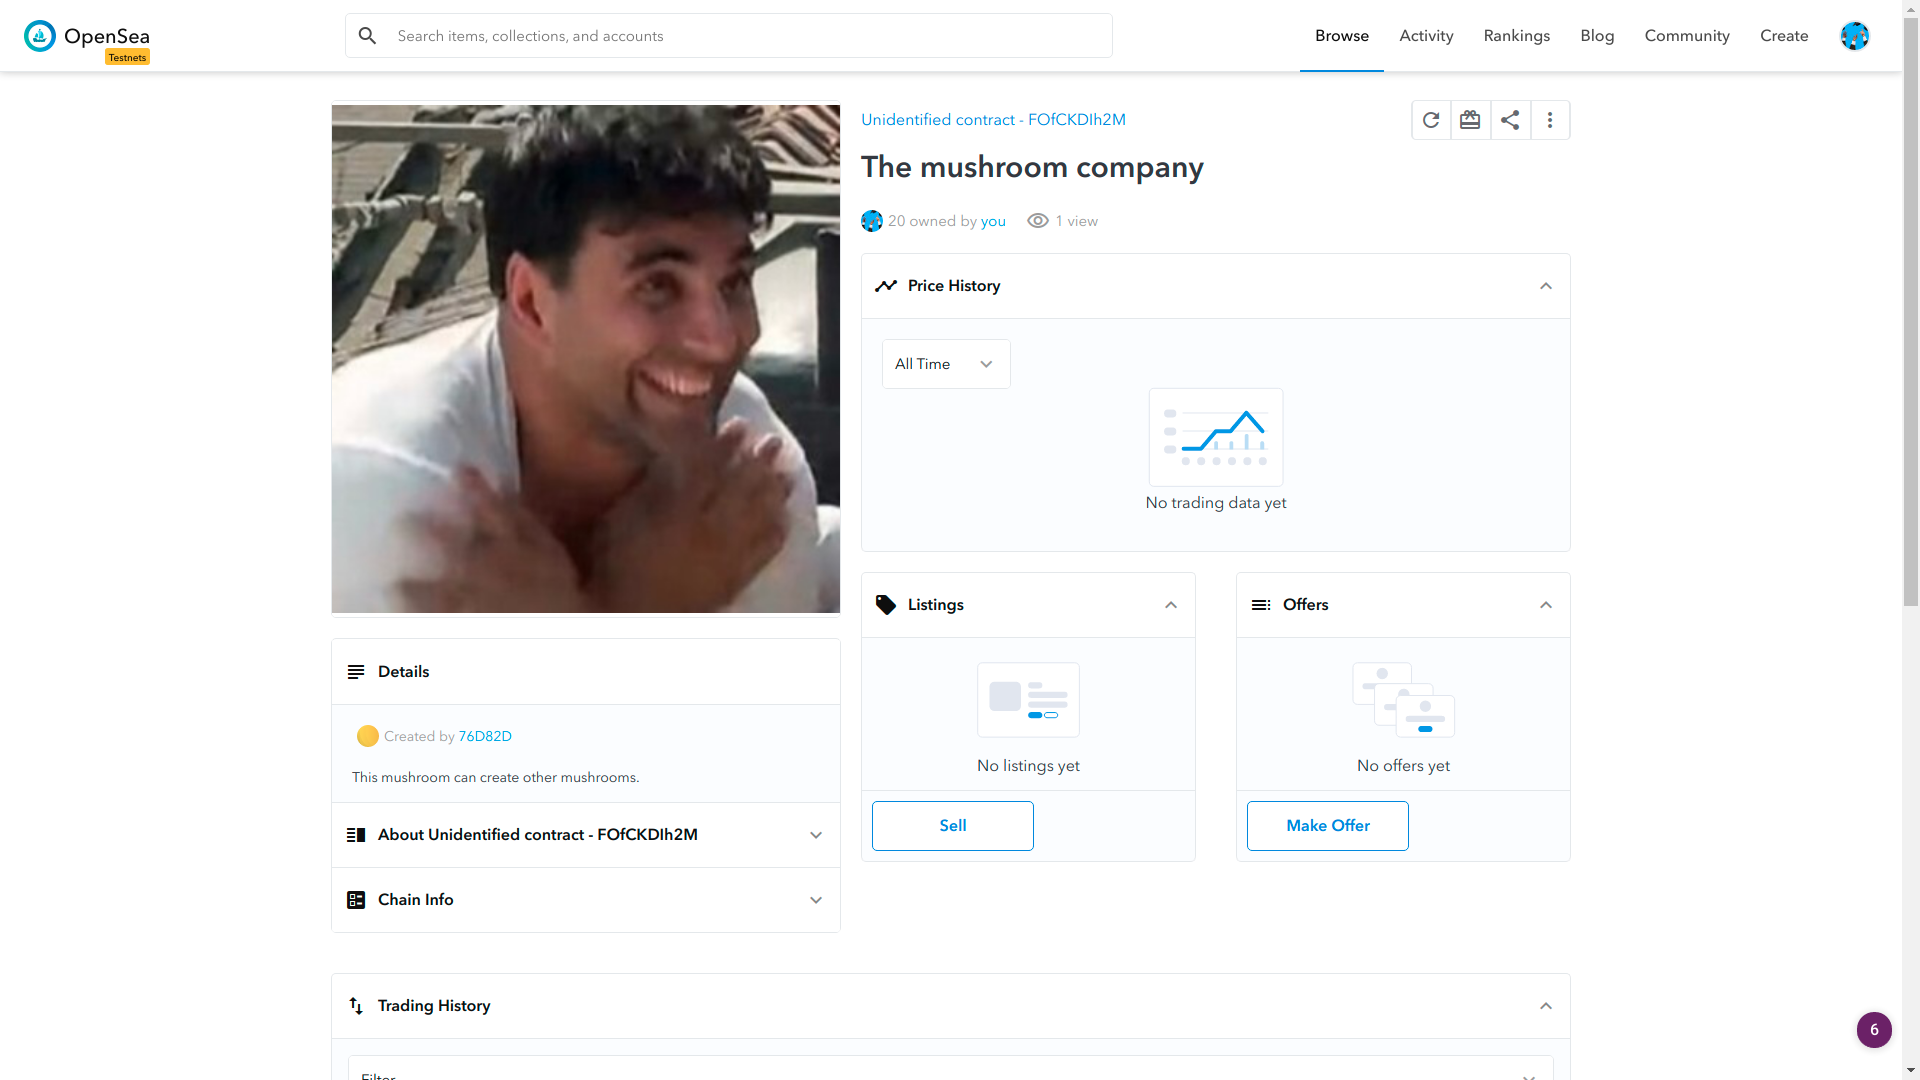 OpenSea
Testnets
Search items, collections, and accounts
Browse
Activity
Rankings
Blog
Community
Create
Unidentified contract - FOfCKDIh2M
The mushroom company
20 owned by you
1 view
Price History
All Time
No trading data yet
Listings
No listings yet
Sell
Offers
No offers yet
Make Offer
Details
Created by 76D82D
This mushroom can create other mushrooms.
About Unidentified contract - FOfCKDIh2M
Chain Info
Trading History
Filter
6